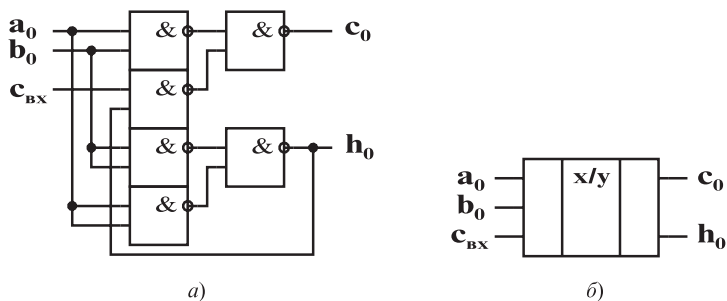 a₀ & & c₀
b₀
cвх &
& & h₀
&
a₀ x/y c₀
b₀
cвх h₀
а) б)